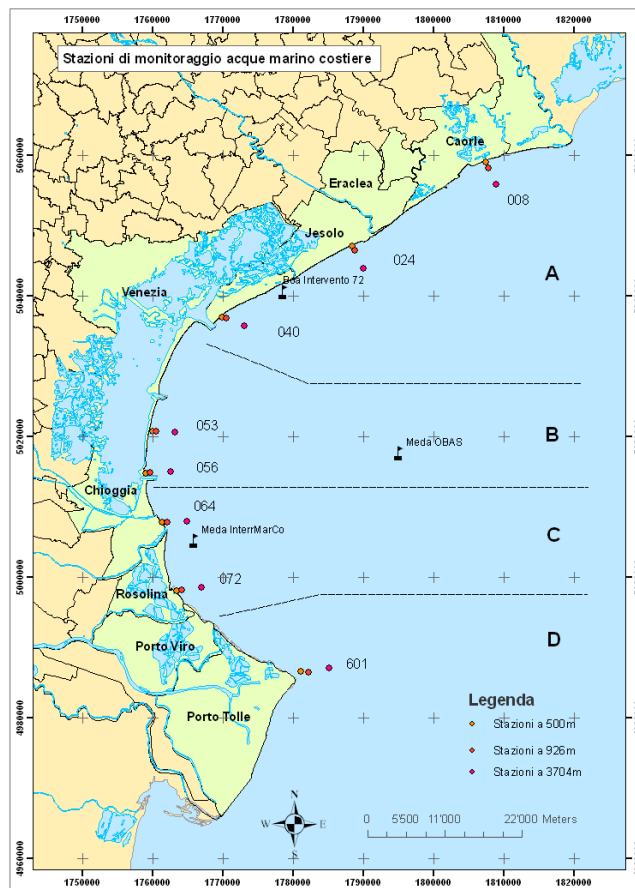 1750000 1760000 1770000 1780000 1790000 1800000 1810000 1820000
Stazioni di monitoraggio acque marino costiere
Caorle
5060000
Eraclea
008
Jesolo
024
A
Boa Intervento 72
Venezia
5040000
040
053
B
Meda OBAS
5020000
056
Chioggia
064
Meda InterrMarCo
C
5000000
072
Rosolina
D
Porto Viro
601
Legenda
Porto Tolle
4980000
Stazioni a 500m
Stazioni a 926m
Stazioni a 3704m
N
W E
S
0 5'500 11'000 22'000 Meters
4960000
1750000 1760000 1770000 1780000 1790000 1800000 1810000 1820000